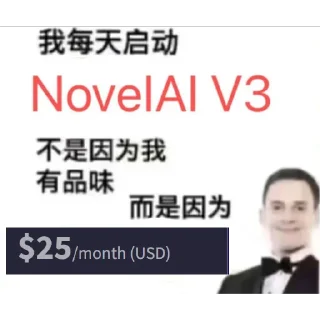 我每天启动
NovelAI V3
不是因为我
有品味
而是因为
$25/month (USD)